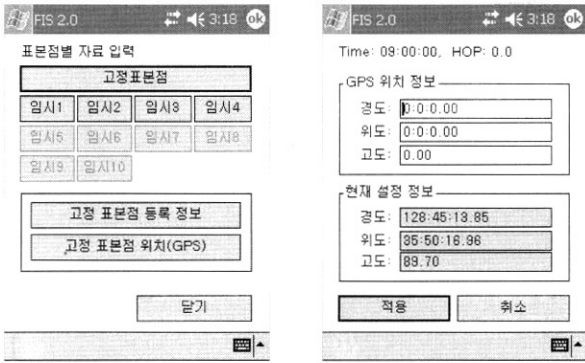 FIS 2.0 3:18 ok
표본점별 자료 입력
고정표본점
임시1 임시2 임시3 임시4
임시5 임시6 임시7 임시8
임시9 임시10
고정 표본점 등록 정보
고정 표본점 위치(GPS)
닫기
FIS 2.0 3:18 ok
Time: 09:00:00, HOP: 0.0
GPS 위치 정보
경도: 0:0:0.00
위도: 0:0:0.00
고도: 0.00
현재 설정 정보
경도: 128:45:13.85
위도: 35:50:16.96
고도: 89.70
적용 취소